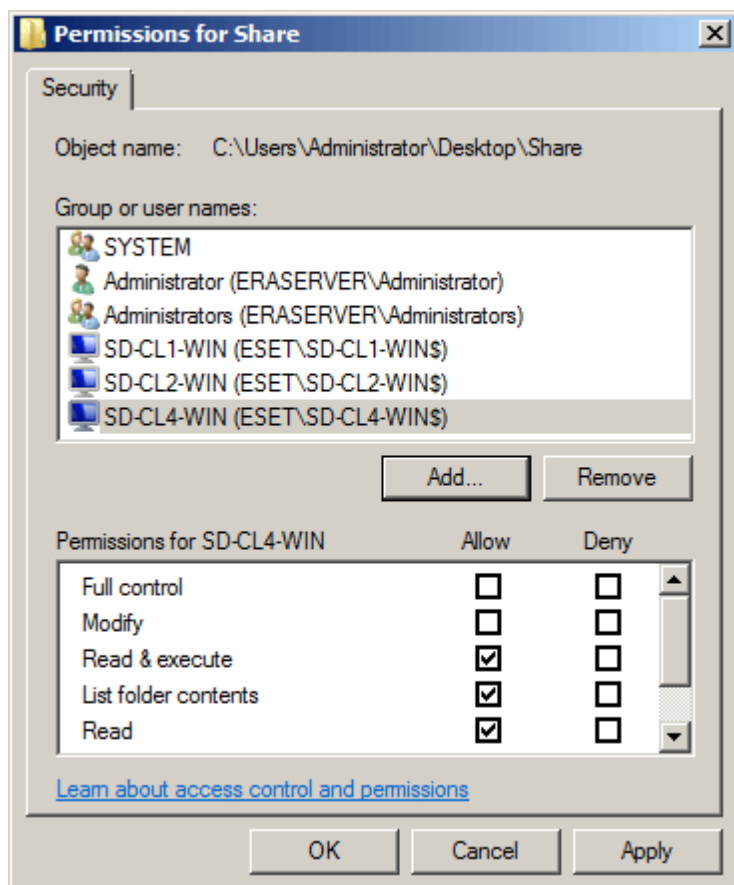 Permissions for Share
Security
Object name: C:\Users\Administrator\Desktop\Share
Group or user names:
SYSTEM
Administrator (ERASERVER\Administrator)
Administrators (ERASERVER\Administrators)
SD-CL1-WIN (ESET\SD-CL1-WIN$)
SD-CL2-WIN (ESET\SD-CL2-WIN$)
SD-CL4-WIN (ESET\SD-CL4-WIN$)
Add... Remove
Permissions for SD-CL4-WIN Allow Deny
Full control
Modify
Read & execute
List folder contents
Read
Learn about access control and permissions
OK Cancel Apply